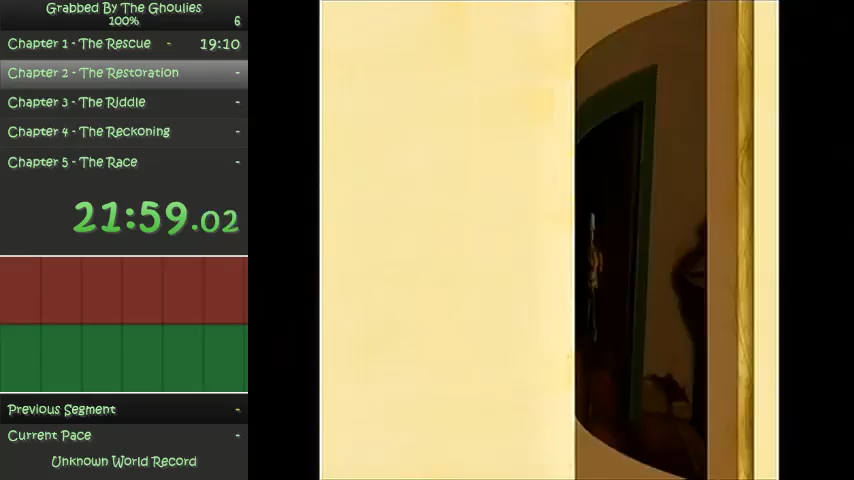 Grabbed By The Ghoulies
100% 6
Chapter 1 - The Rescue - 19:10
Chapter 2 - The Restoration -
Chapter 3 - The Riddle -
Chapter 4 - The Reckoning -
Chapter 5 - The Race -
21:59.02
Previous Segment -
Current Pace -
Unknown World Record